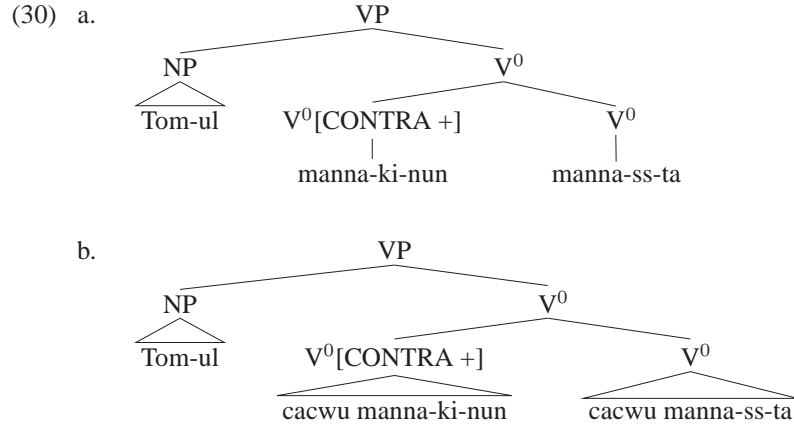 (30) a. VP
NP V⁰
Tom-ul V⁰[CONTRA +] V⁰
manna-ki-nun manna-ss-ta
b. VP
NP V⁰
Tom-ul V⁰[CONTRA +] V⁰
cacwu manna-ki-nun cacwu manna-ss-ta